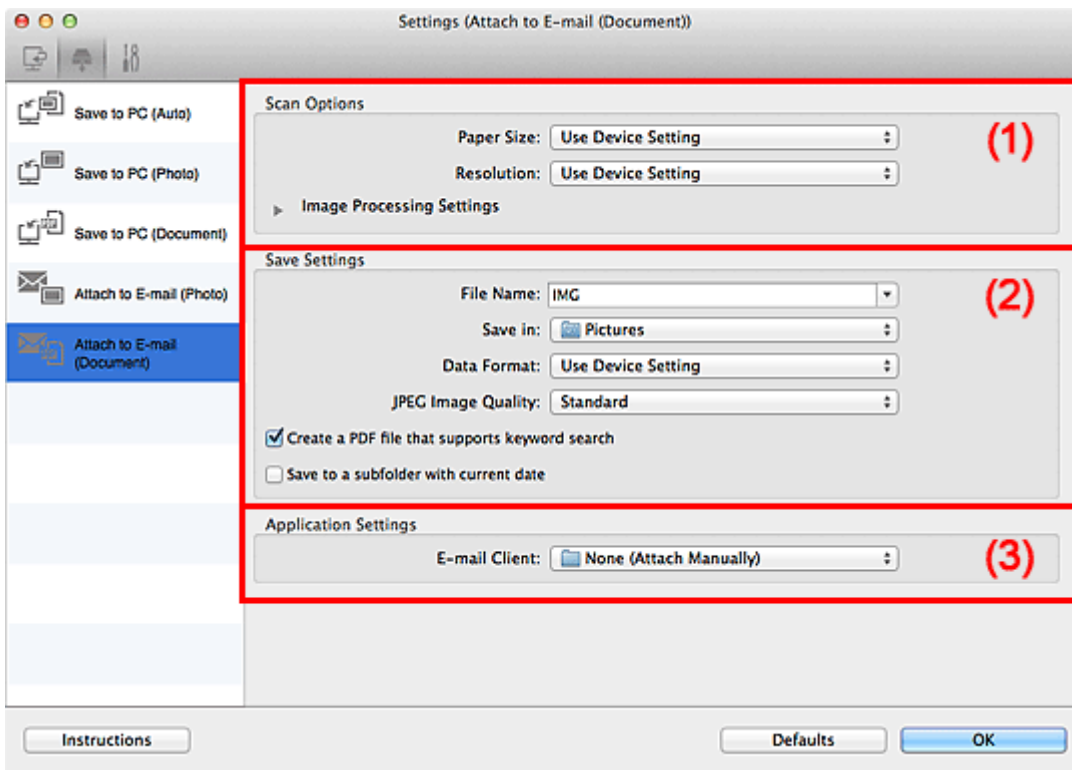 Settings (Attach to E-mail (Document))
Save to PC (Auto)
Save to PC (Photo)
Save to PC (Document)
Attach to E-mail (Photo)
Attach to E-mail
(Document)
Scan Options
(1)
Paper Size: Use Device Setting
Resolution: Use Device Setting
Image Processing Settings
Save Settings
(2)
File Name: IMG
Save in: Pictures
Data Format: Use Device Setting
JPEG Image Quality: Standard
Create a PDF file that supports keyword search
Save to a subfolder with current date
Application Settings
(3)
E-mail Client: None (Attach Manually)
Instructions
Defaults
OK